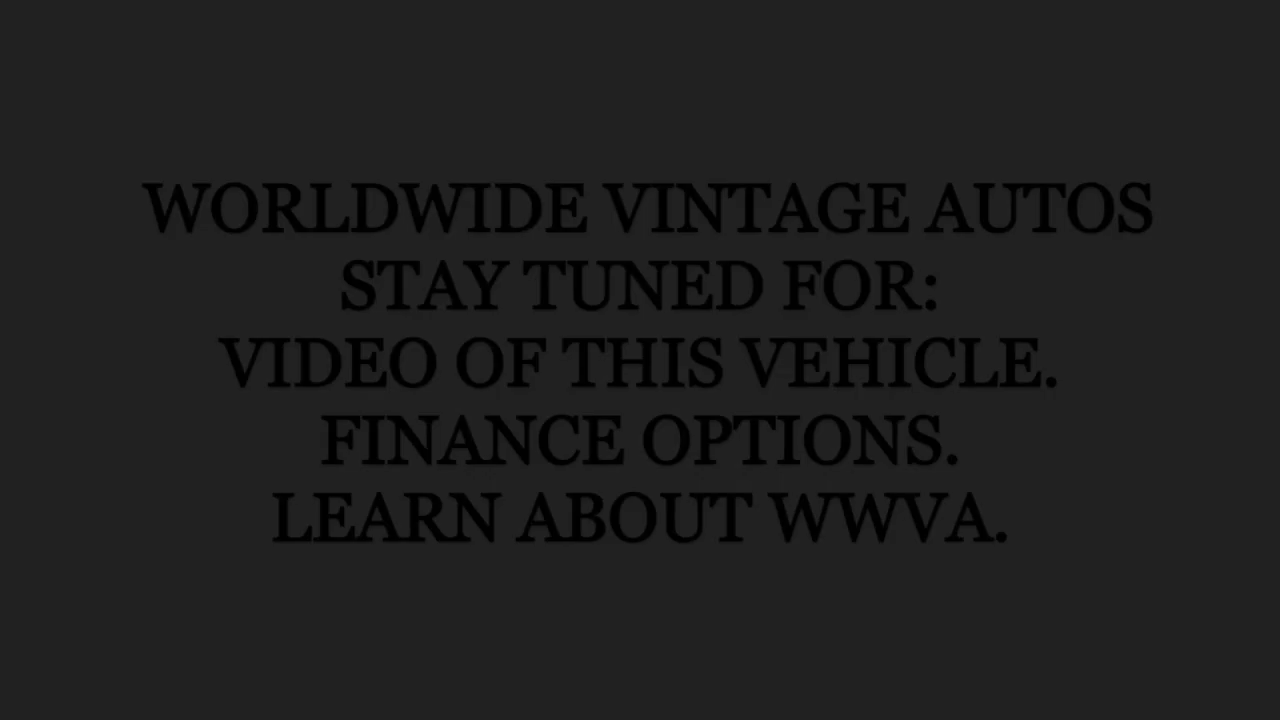 WORLDWIDE VINTAGE AUTOS
STAY TUNED FOR:
VIDEO OF THIS VEHICLE.
FINANCE OPTIONS.
LEARN ABOUT WWVA.